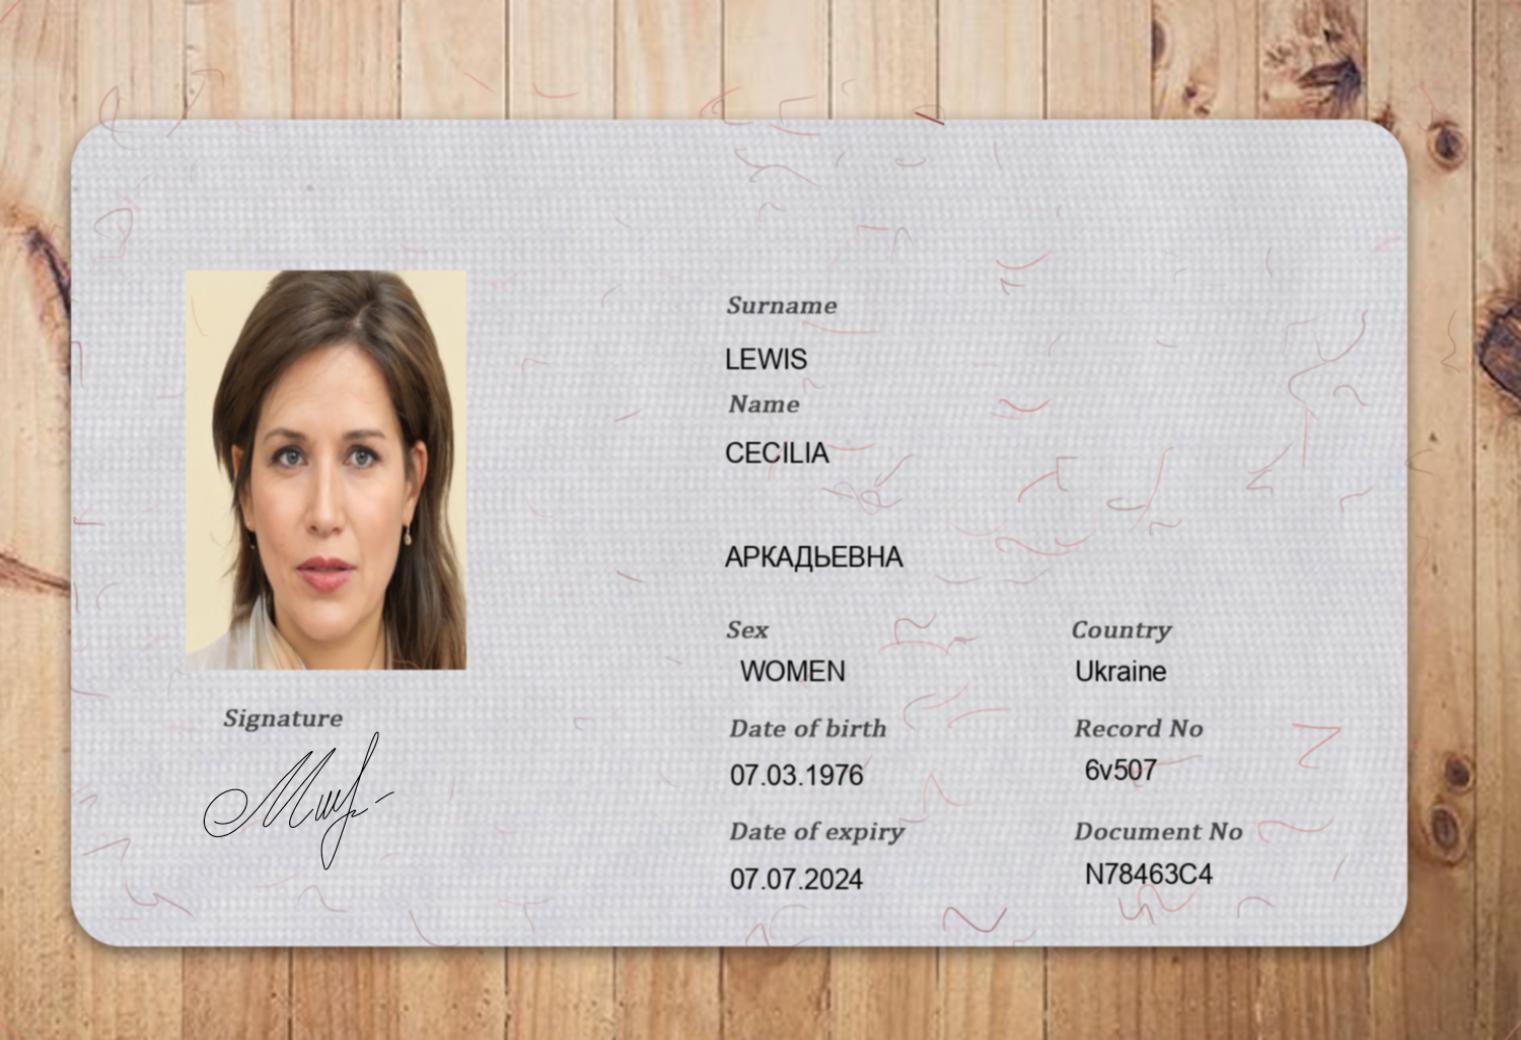 Surname
LEWIS
Name
CECILIA
АРКАДЬЕВНА
Sex
WOMEN
Country
Ukraine
Date of birth
07.03.1976
Record No
6v507
Date of expiry
07.07.2024
Document No
N78463C4
Signature